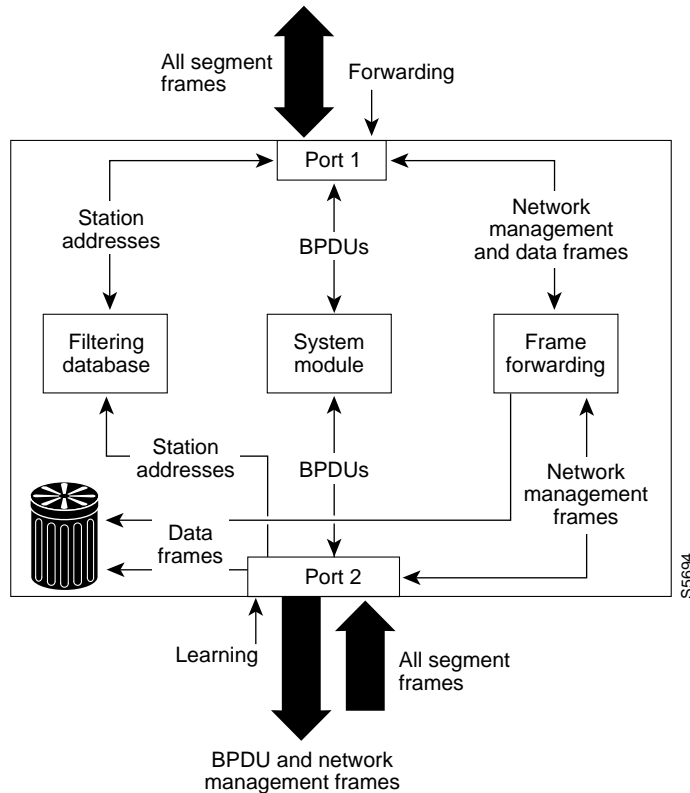 All segment
frames
Forwarding
Port 1
Station
addresses
BPDUs
Network
management
and data frames
Filtering
database
System
module
Frame
forwarding
Station
addresses
BPDUs
Network
management
frames
Data
frames
Port 2
S5694
Learning
All segment
frames
BPDU and network
management frames